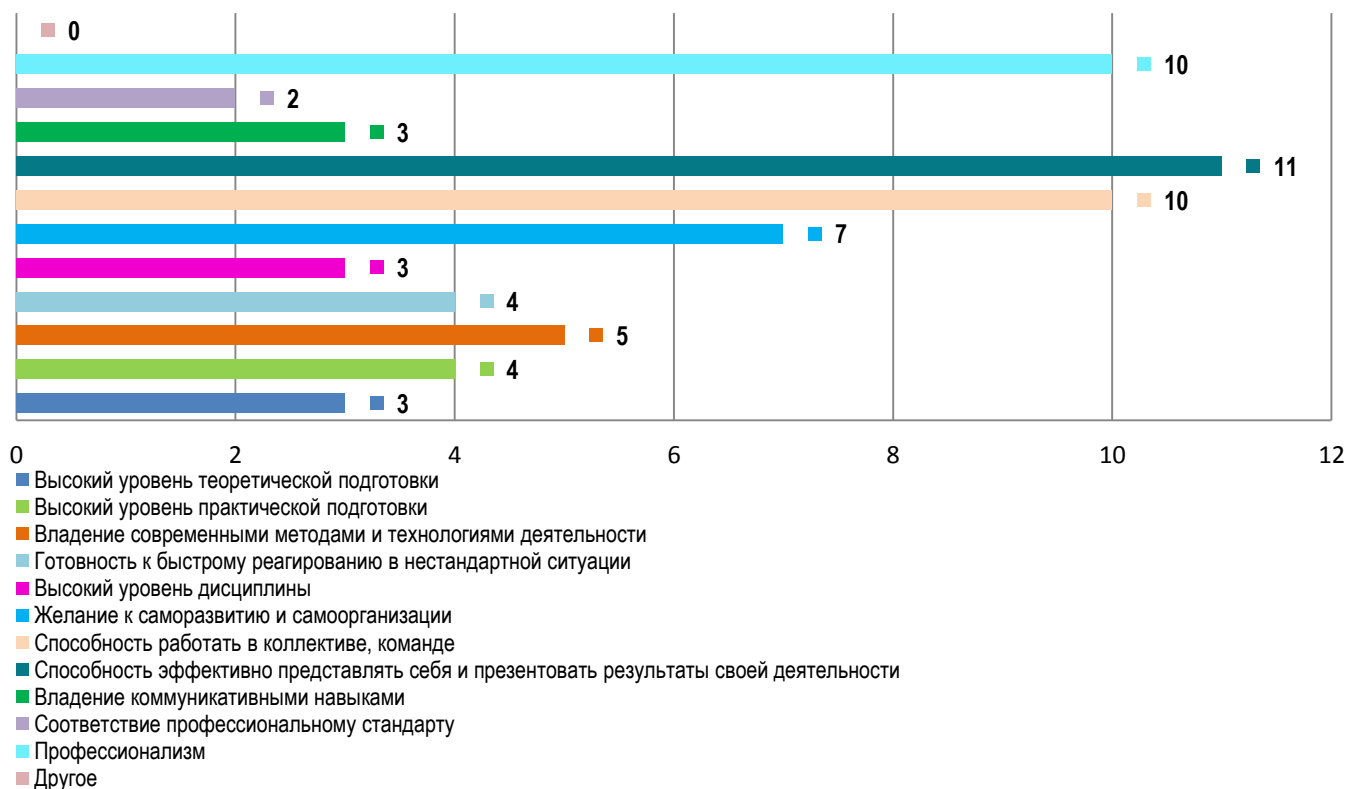 0
10
2
3
11
10
7
3
4
5
4
3
0 2 4 6 8 10 12
Высокий уровень теоретической подготовки
Высокий уровень практической подготовки
Владение современными методами и технологиями деятельности
Готовность к быстрому реагированию в нестандартной ситуации
Высокий уровень дисциплины
Желание к саморазвитию и самоорганизации
Способность работать в коллективе, команде
Способность эффективно представлять себя и презентовать результаты своей деятельности
Владение коммуникативными навыками
Соответствие профессиональному стандарту
Профессионализм
Другое